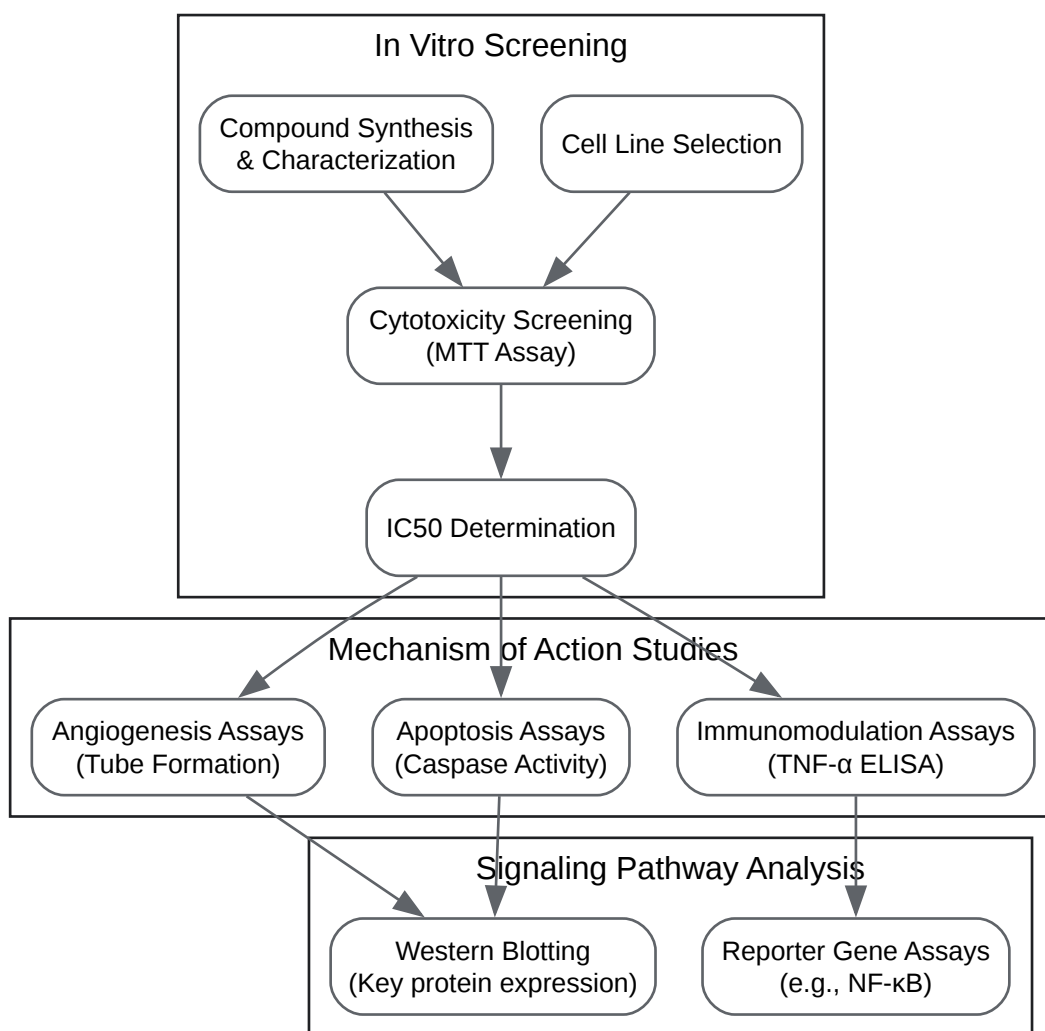 In Vitro Screening
Compound Synthesis
& Characterization
Cell Line Selection
Cytotoxicity Screening
(MTT Assay)
IC50 Determination
Mechanism of Action Studies
Angiogenesis Assays
(Tube Formation)
Apoptosis Assays
(Caspase Activity)
Immunomodulation Assays
(TNF-α ELISA)
Signaling Pathway Analysis
Western Blotting
(Key protein expression)
Reporter Gene Assays
(e.g., NF-κB)